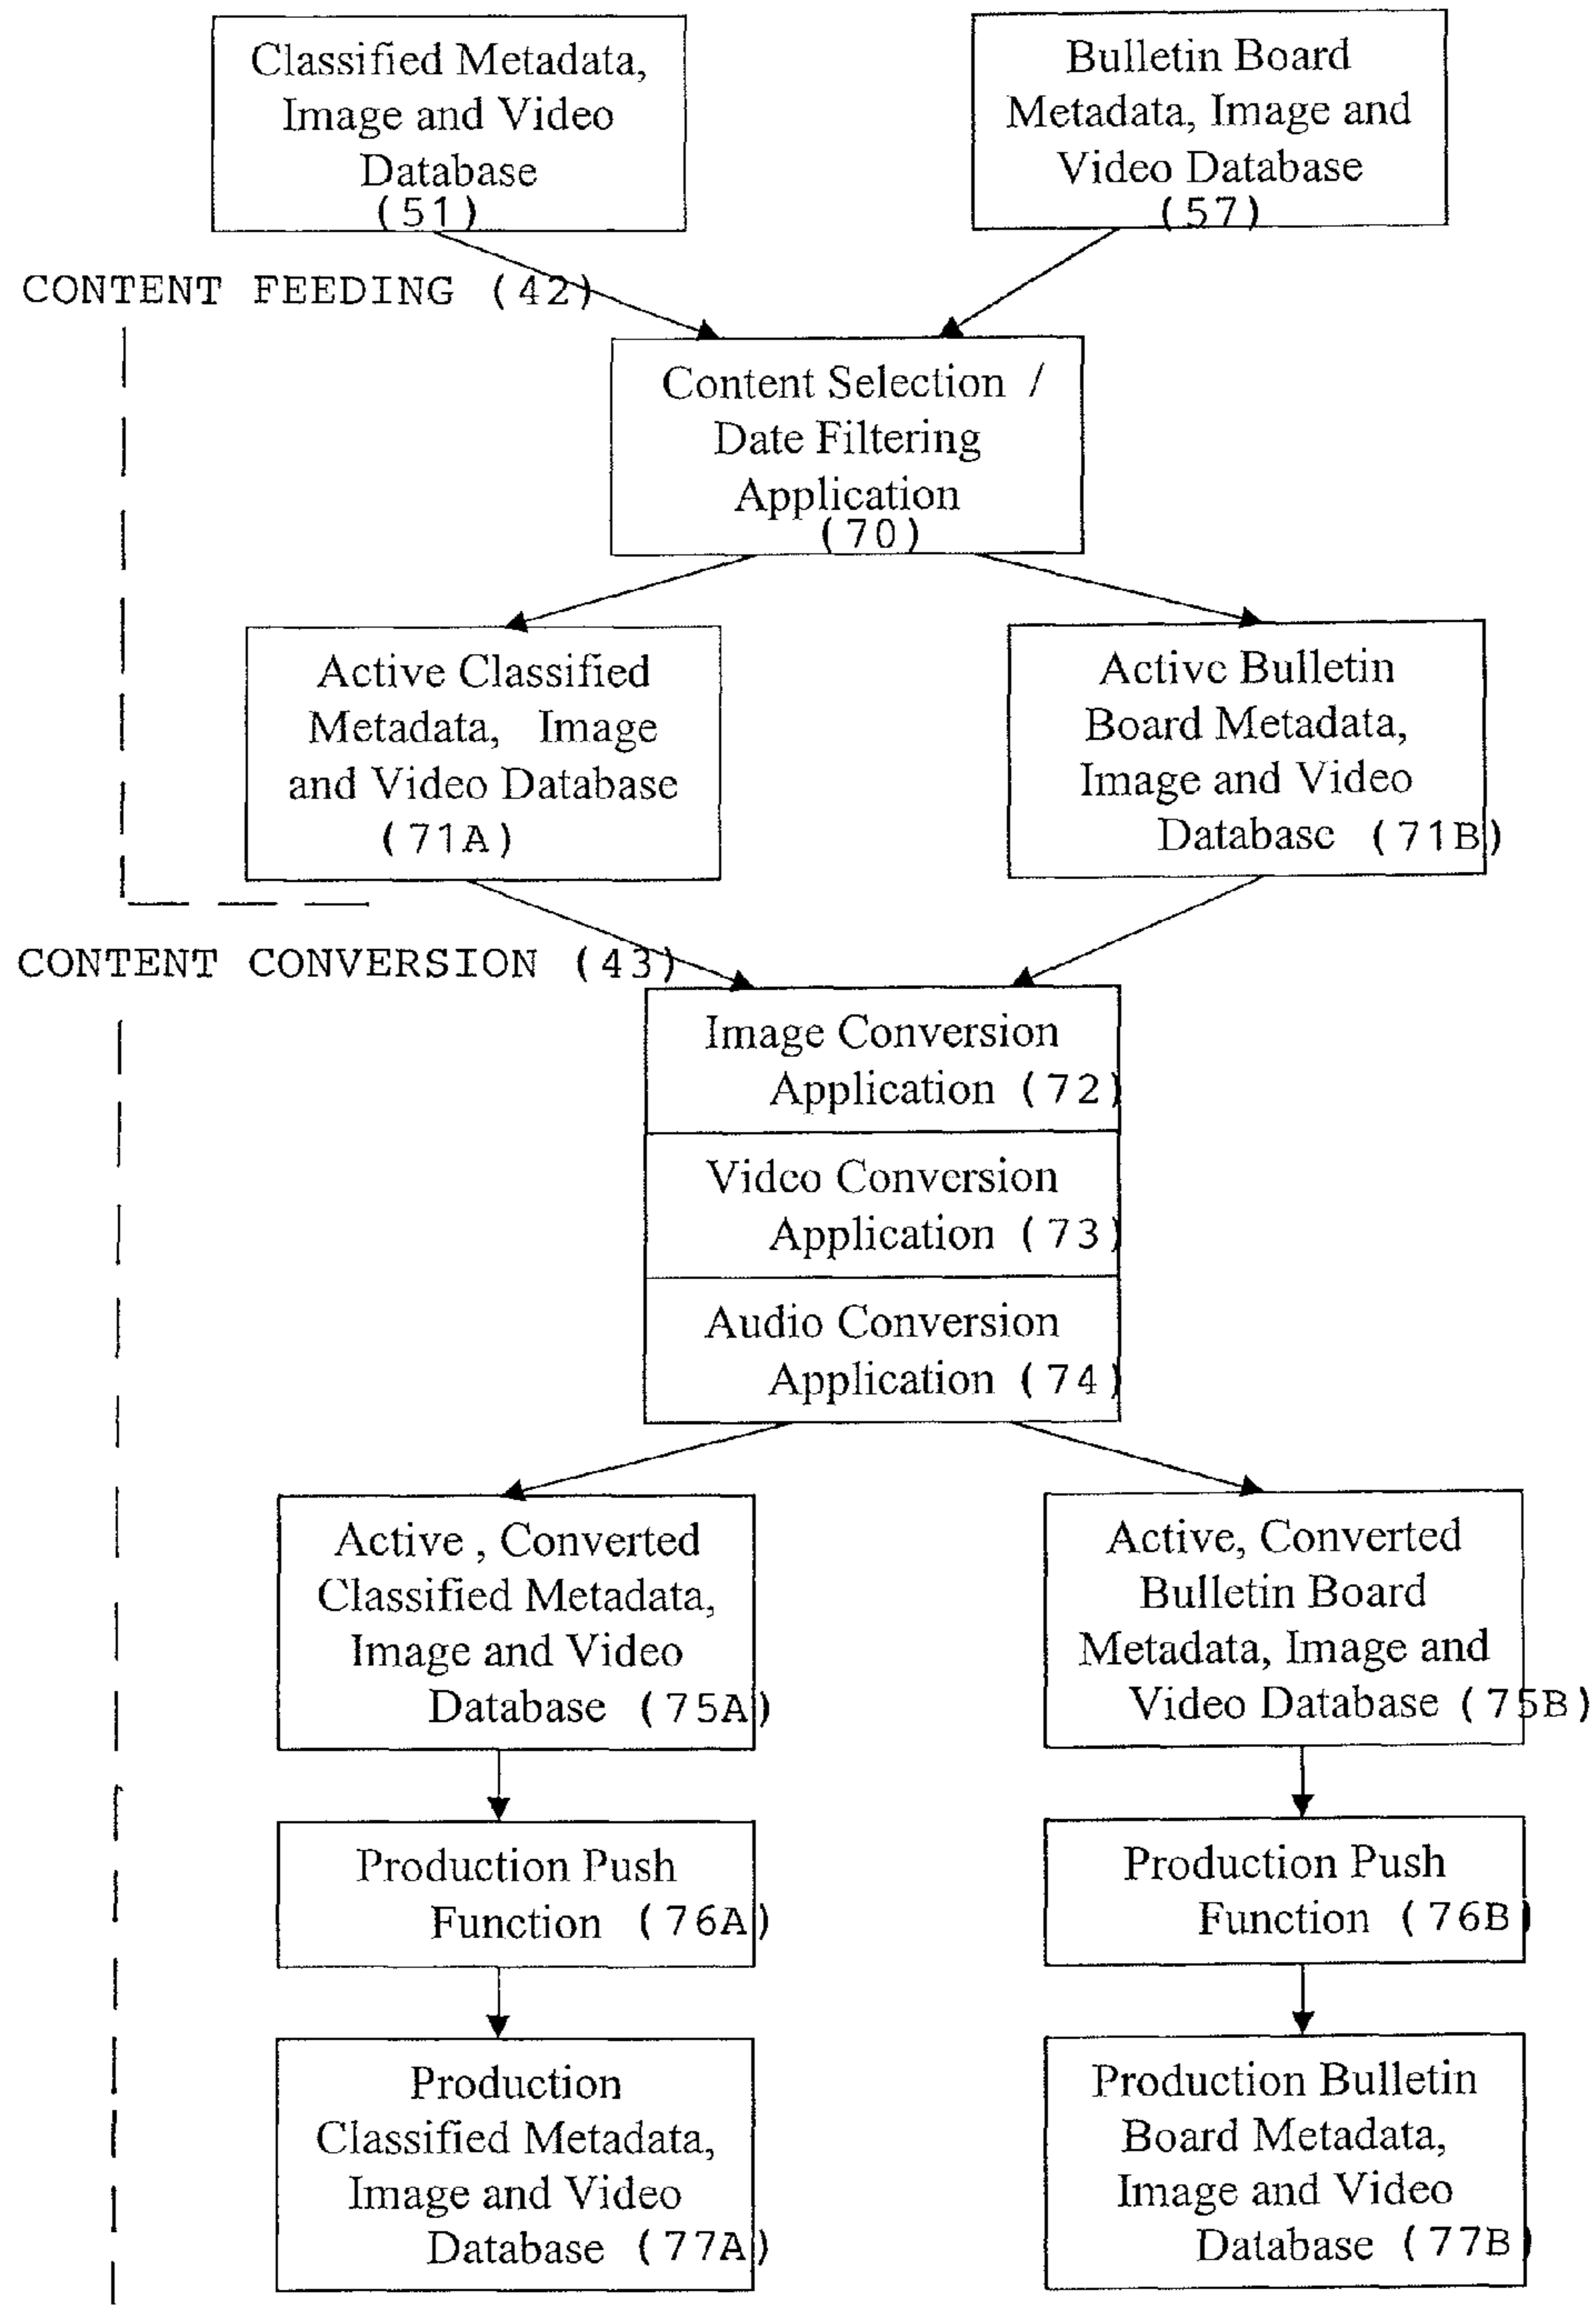 Classified Metadata,
Image and Video
Database
(51)
Bulletin Board
Metadata, Image and
Video Database
(57)
CONTENT FEEDING (42)
Content Selection /
Date Filtering
Application
(70)
Active Classified
Metadata, Image
and Video Database
(71A)
Active Bulletin
Board Metadata,
Image and Video
Database (71B)
CONTENT CONVERSION (43)
Image Conversion
Application (72)
Video Conversion
Application (73)
Audio Conversion
Application (74)
Active , Converted
Classified Metadata,
Image and Video
Database (75A)
Active, Converted
Bulletin Board
Metadata, Image and
Video Database (75B)
Production Push
Function (76A)
Production Push
Function (76B)
Production
Classified Metadata,
Image and Video
Database (77A)
Production Bulletin
Board Metadata,
Image and Video
Database (77B)